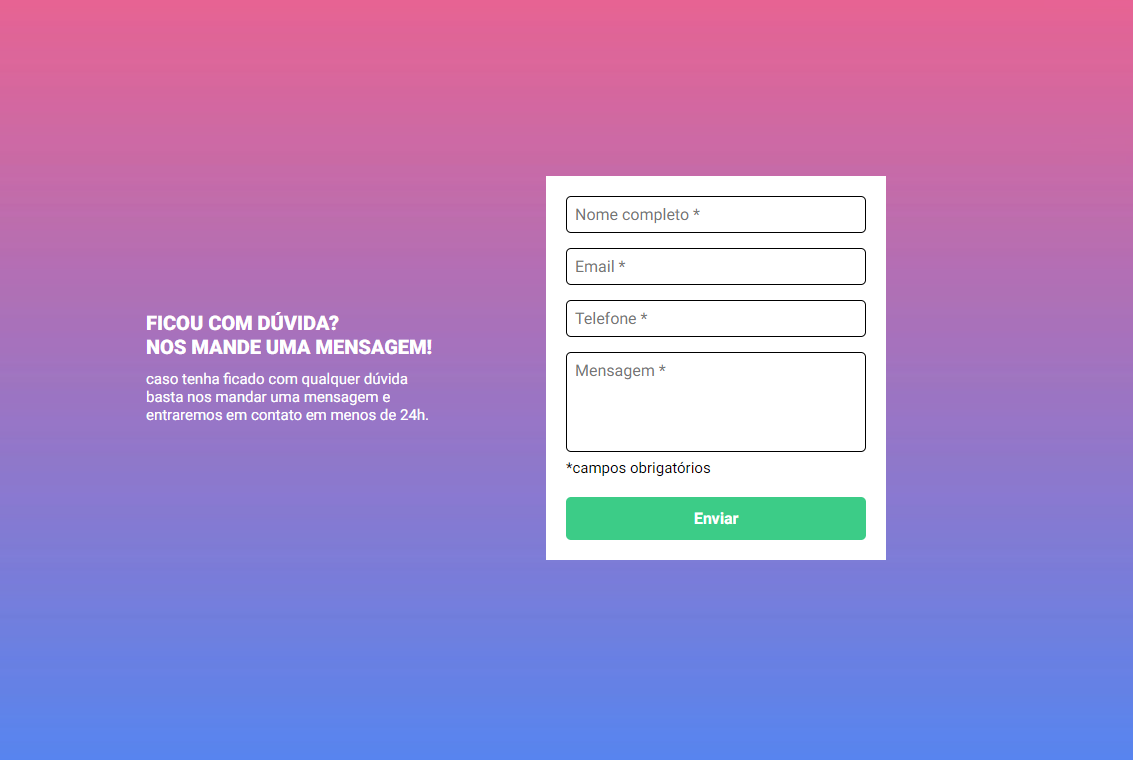 FICOU COM DÚVIDA?
NOS MANDE UMA MENSAGEM!
caso tenha ficado com qualquer dúvida
basta nos mandar uma mensagem e
entraremos em contato em menos de 24h.
Nome completo *
Email *
Telefone *
Mensagem *
*campos obrigatórios
Enviar